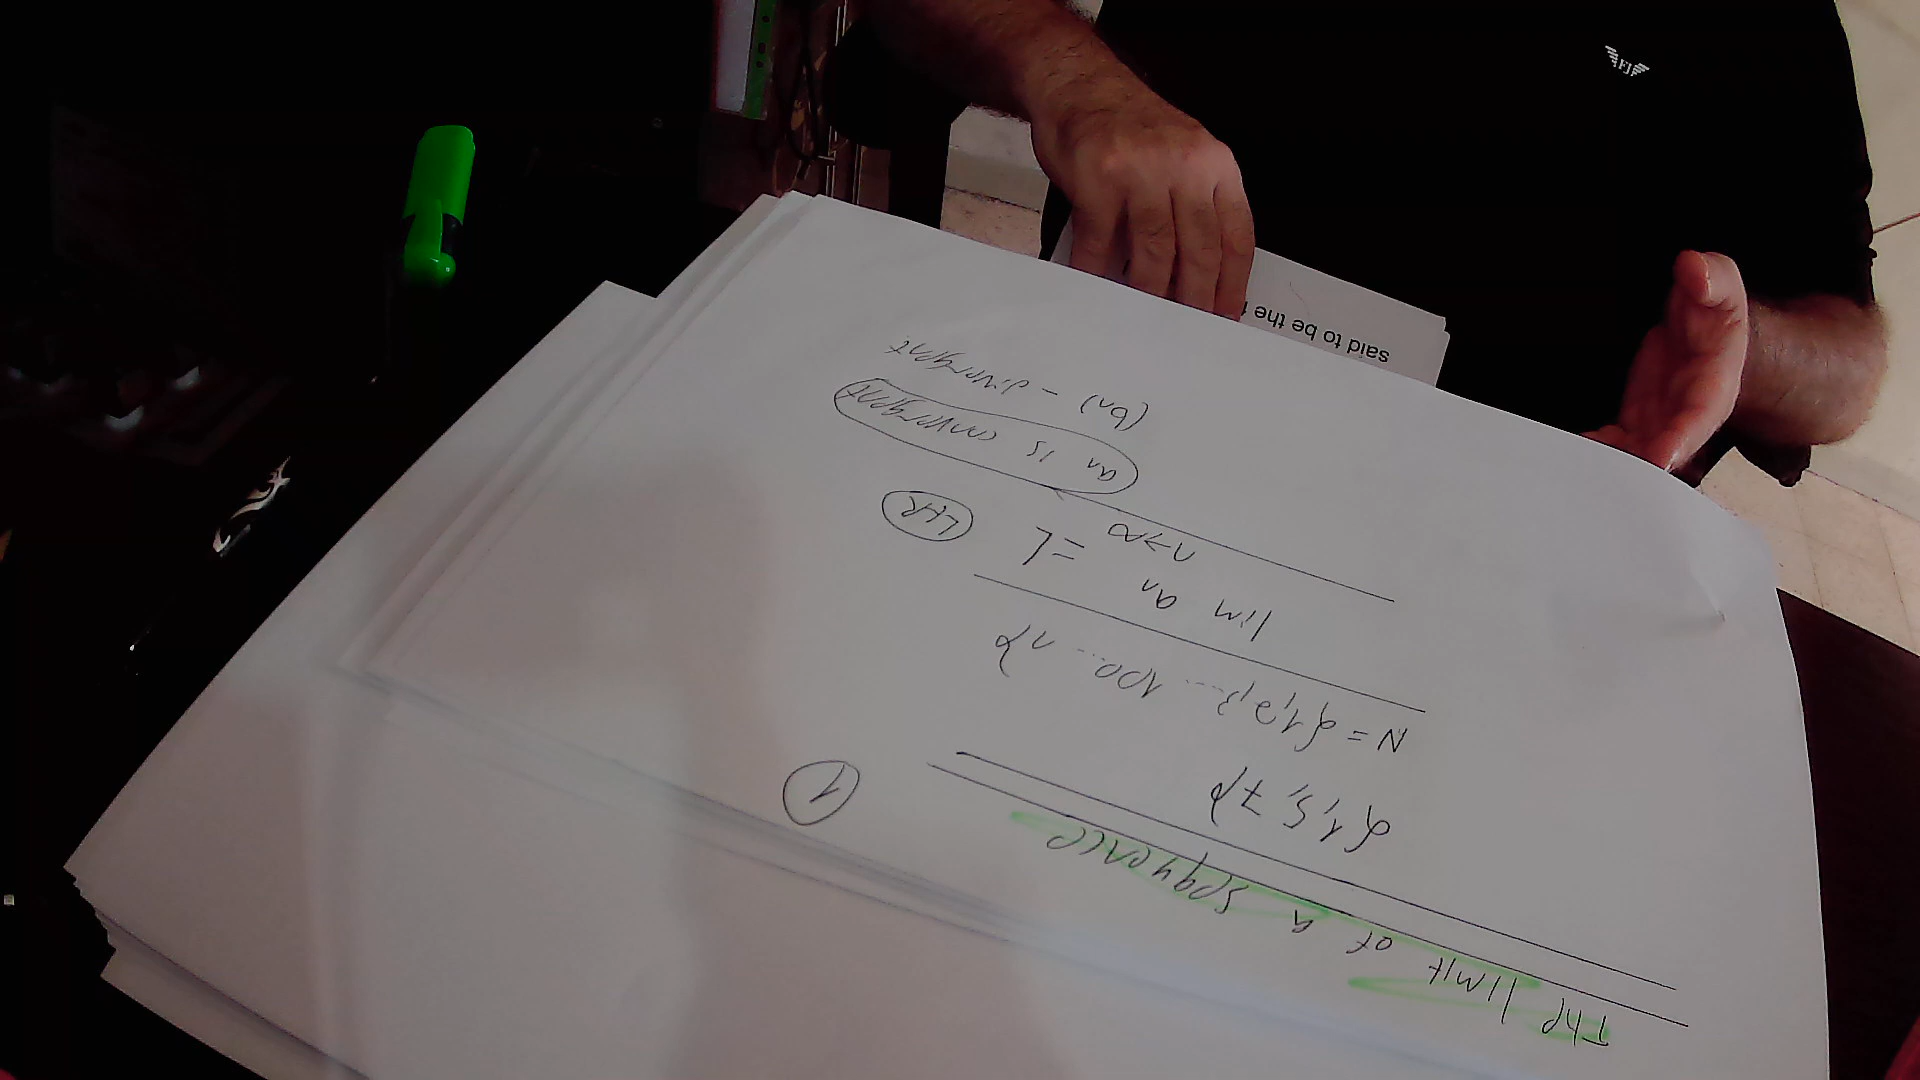 The limit of a sequence
1
{1, 5, 7}
N = {1, 2, 3, ... 100 ... n}
lim an = L
n→∞
L∈R
an is convergent
(bn) - divergent
said to be the
FJ